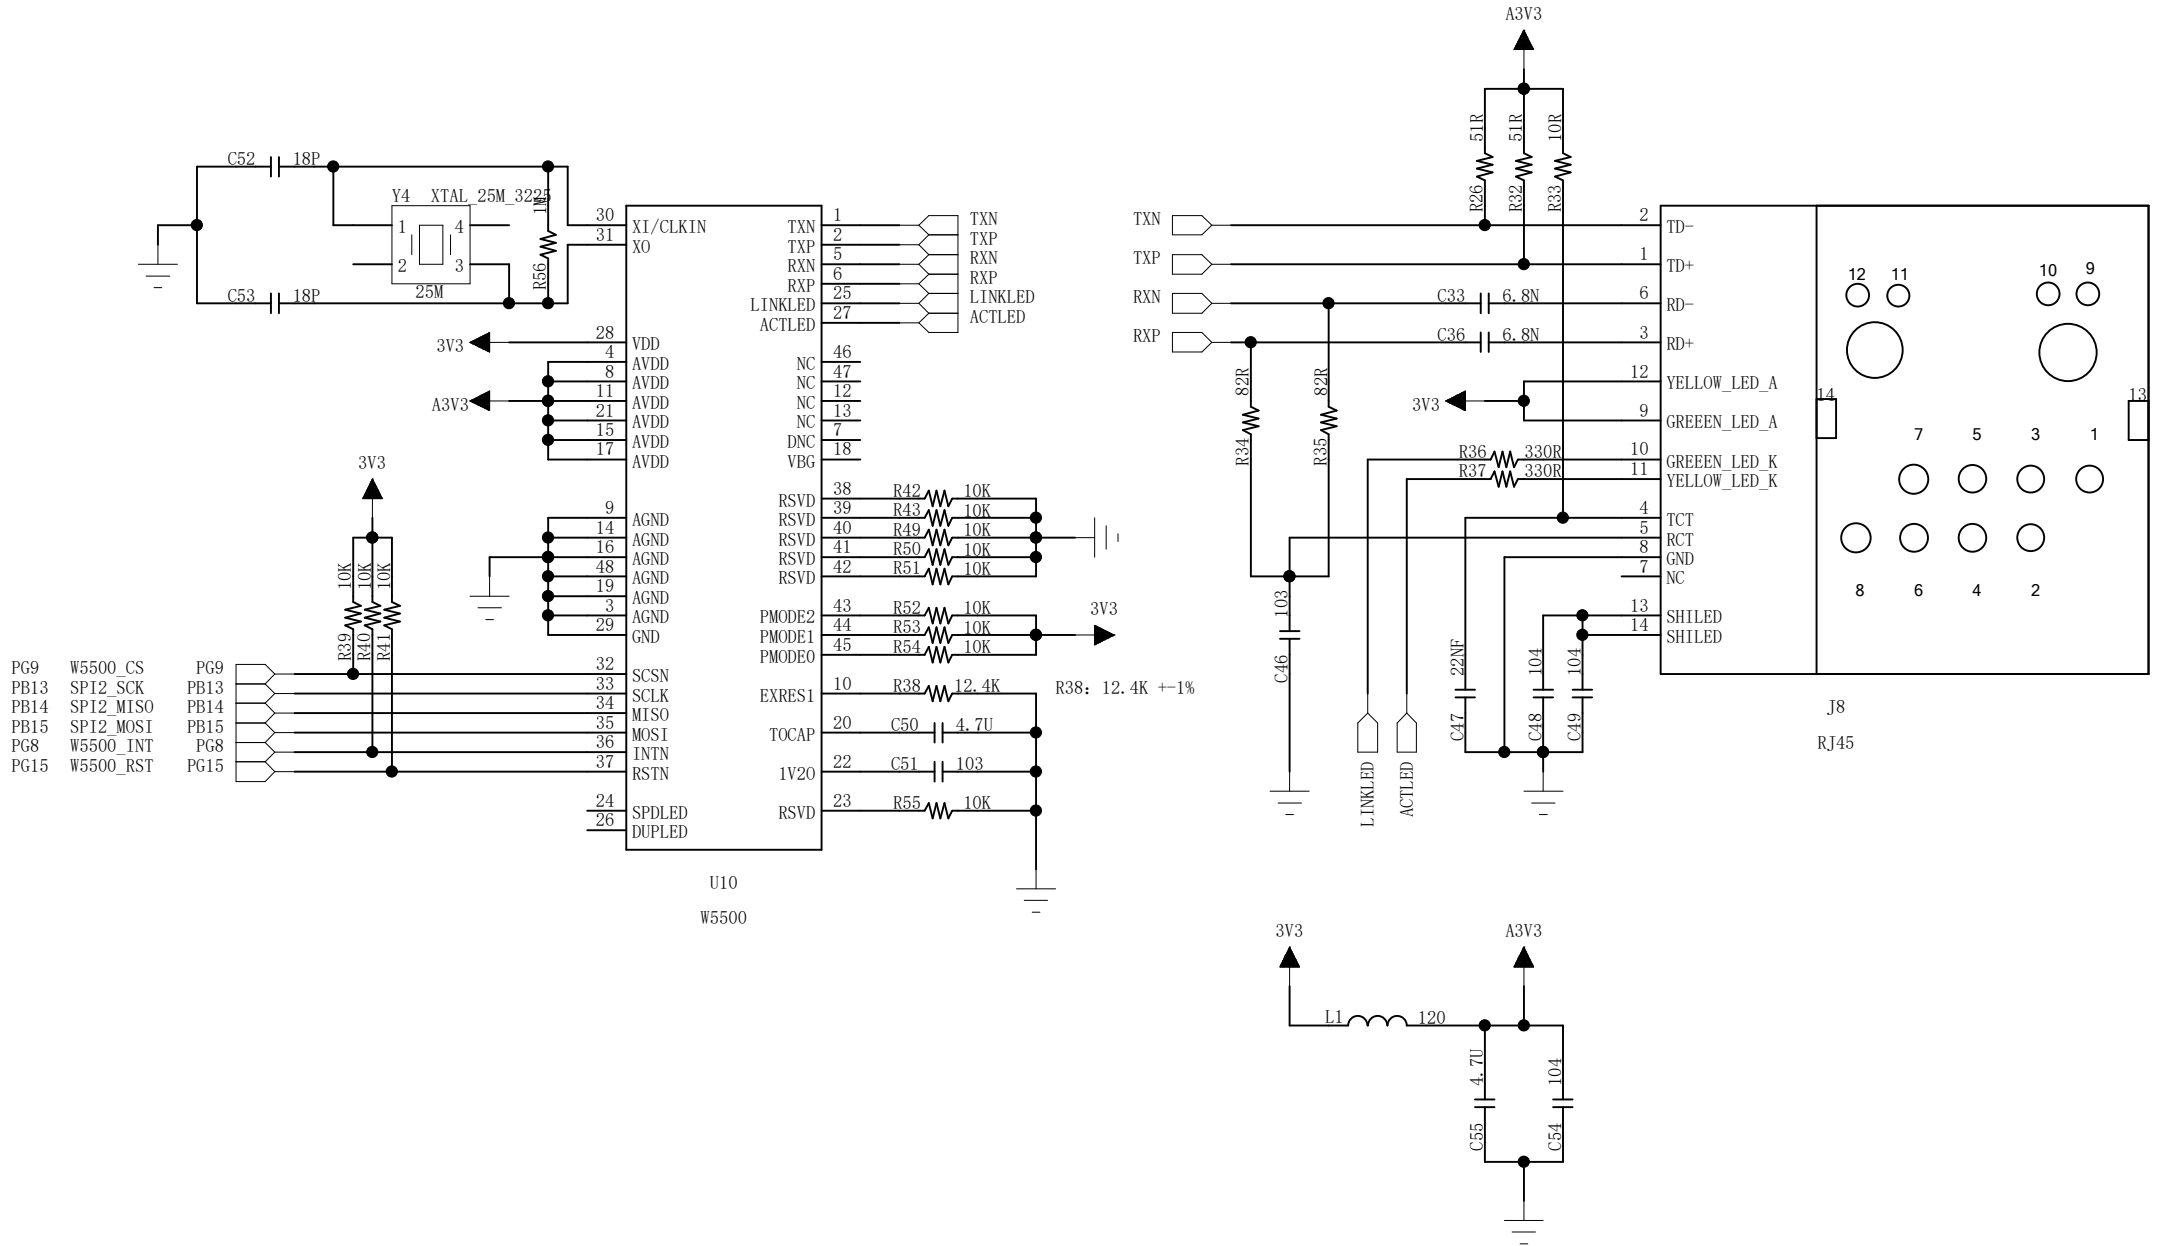 A3V3
51R 51R 10R
R26 R32 R33
C52 18P
Y4 XTAL_25M_3225
1M
R56
1 4
2 3
25M
C53 18P
30 XI/CLKIN
31 XO
28 VDD
3V3
4 AVDD
8 AVDD
11 AVDD
A3V3
21 AVDD
15 AVDD
17 AVDD
9 AGND
14 AGND
16 AGND
48 AGND
19 AGND
3 AGND
29 GND
3V3
10K 10K 10K
R39 R40 R41
PG9 W5500_CS PG9 32 SCSN
PB13 SPI2_SCK PB13 33 SCLK
PB14 SPI2_MISO PB14 34 MISO
PB15 SPI2_MOSI PB15 35 MOSI
PG8 W5500_INT PG8 36 INTN
PG15 W5500_RST PG15 37 RSTN
24 SPDLED
26 DUPLED
TXN 1 TXN
TXP 2 TXP
RXN 5 RXN
RXP 6 RXP
LINKLED 25 LINKLED
ACTLED 27 ACTLED
NC 46
NC 47
NC 12
NC 13
DNC 7
VBG 18
RSVD 38 R42 10K
RSVD 39 R43 10K
RSVD 40 R49 10K
RSVD 41 R50 10K
RSVD 42 R51 10K
PMODE2 43 R52 10K
PMODE1 44 R53 10K
PMODE0 45 R54 10K
3V3
EXRES1 10 R38 12.4K
R38: 12.4K +-1%
TOCAP 20 C50 4.7U
1V2O 22 C51 103
RSVD 23 R55 10K
U10
W5500
TXN 2 TD-
TXP 1 TD+
RXN C33 6.8N 6 RD-
RXP C36 6.8N 3 RD+
82R 82R
R34 R35
12 YELLOW_LED_A
3V3
9 GREEEN_LED_A
R36 330R 10 GREEEN_LED_K
R37 330R 11 YELLOW_LED_K
4 TCT
5 RCT
8 GND
7 NC
13 SHILED
14 SHILED
103
C46
22NF
C47
104 104
C48 C49
LINKLED ACTLED
12 11 10 9
14 13
7 5 3 1
8 6 4 2
J8
RJ45
3V3 A3V3
L1 120
4.7U 104
C55 C54